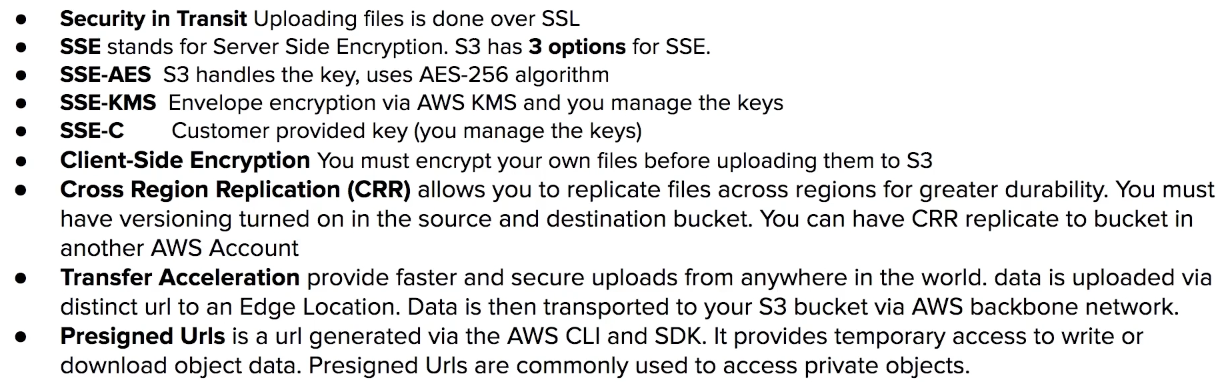 ● Security in Transit Uploading files is done over SSL
● SSE stands for Server Side Encryption. S3 has 3 options for SSE.
● SSE-AES S3 handles the key, uses AES-256 algorithm
● SSE-KMS Envelope encryption via AWS KMS and you manage the keys
● SSE-C Customer provided key (you manage the keys)
● Client-Side Encryption You must encrypt your own files before uploading them to S3
● Cross Region Replication (CRR) allows you to replicate files across regions for greater durability. You must
have versioning turned on in the source and destination bucket. You can have CRR replicate to bucket in
another AWS Account
● Transfer Acceleration provide faster and secure uploads from anywhere in the world. data is uploaded via
distinct url to an Edge Location. Data is then transported to your S3 bucket via AWS backbone network.
● Presigned Urls is a url generated via the AWS CLI and SDK. It provides temporary access to write or
download object data. Presigned Urls are commonly used to access private objects.